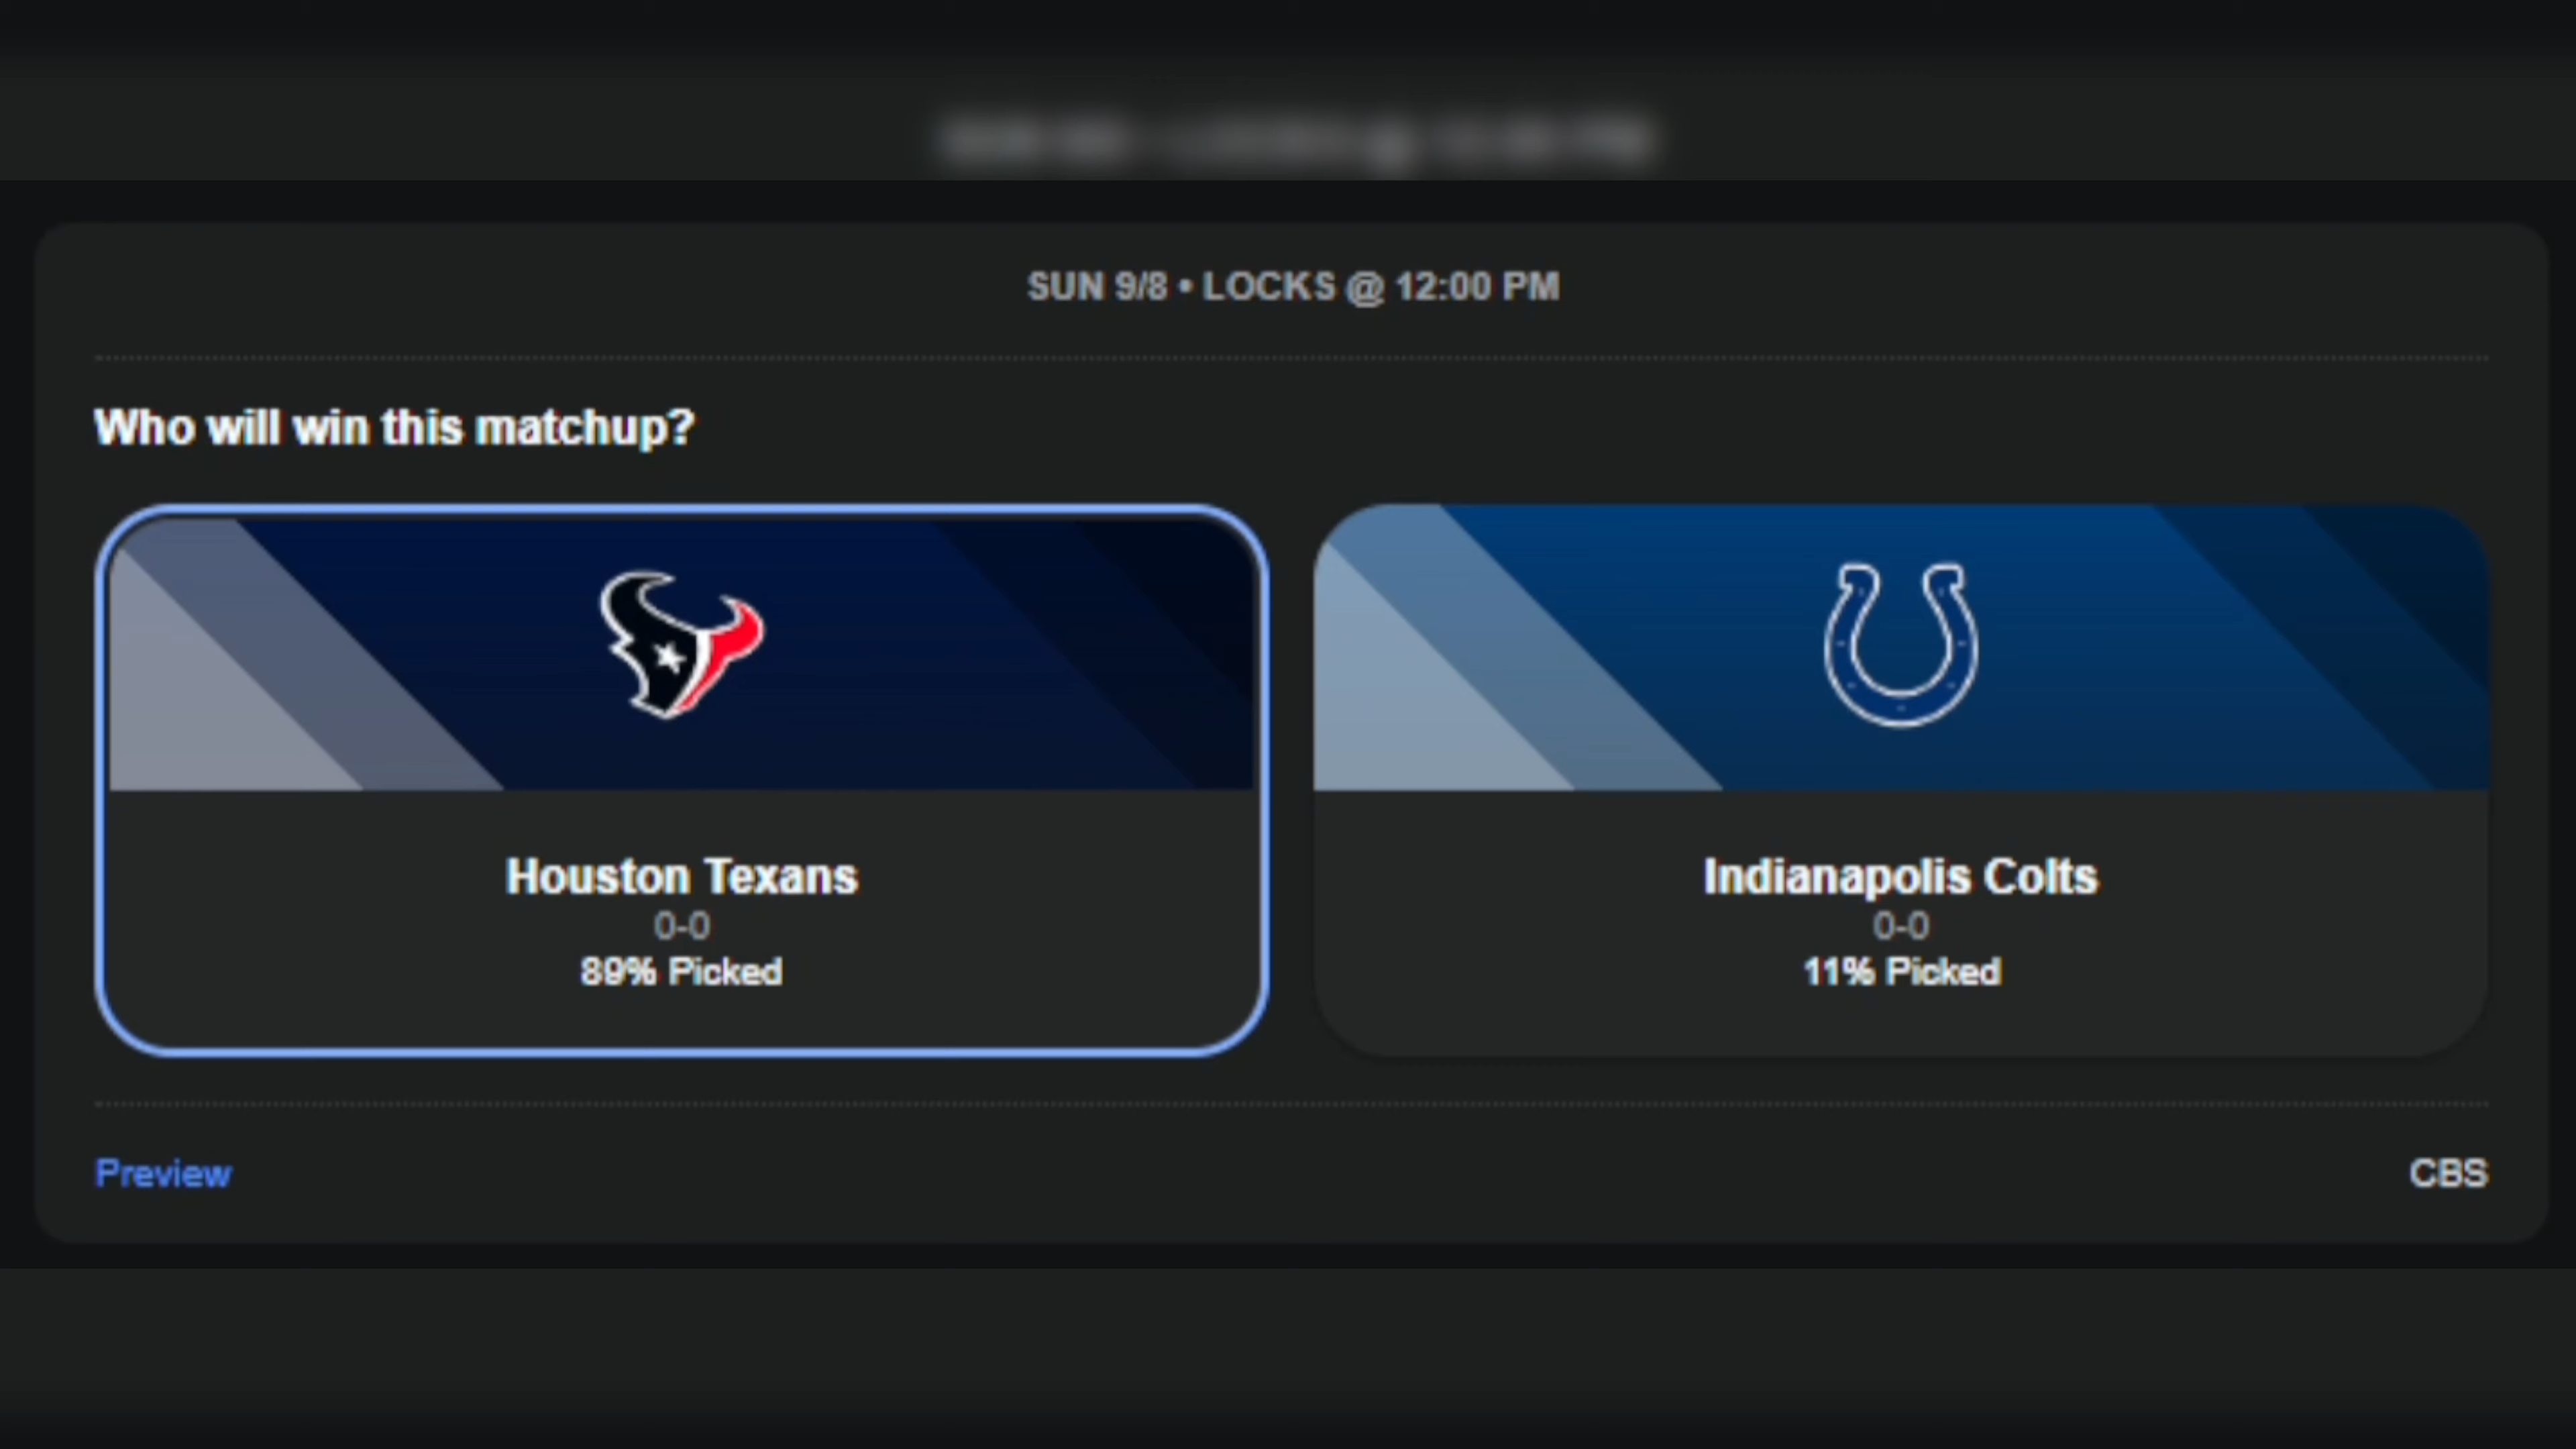 SUN 9/8 • LOCKS @ 12:00 PM
Who will win this matchup?
Houston Texans
0-0
89% Picked
Indianapolis Colts
0-0
11% Picked
Preview
CBS